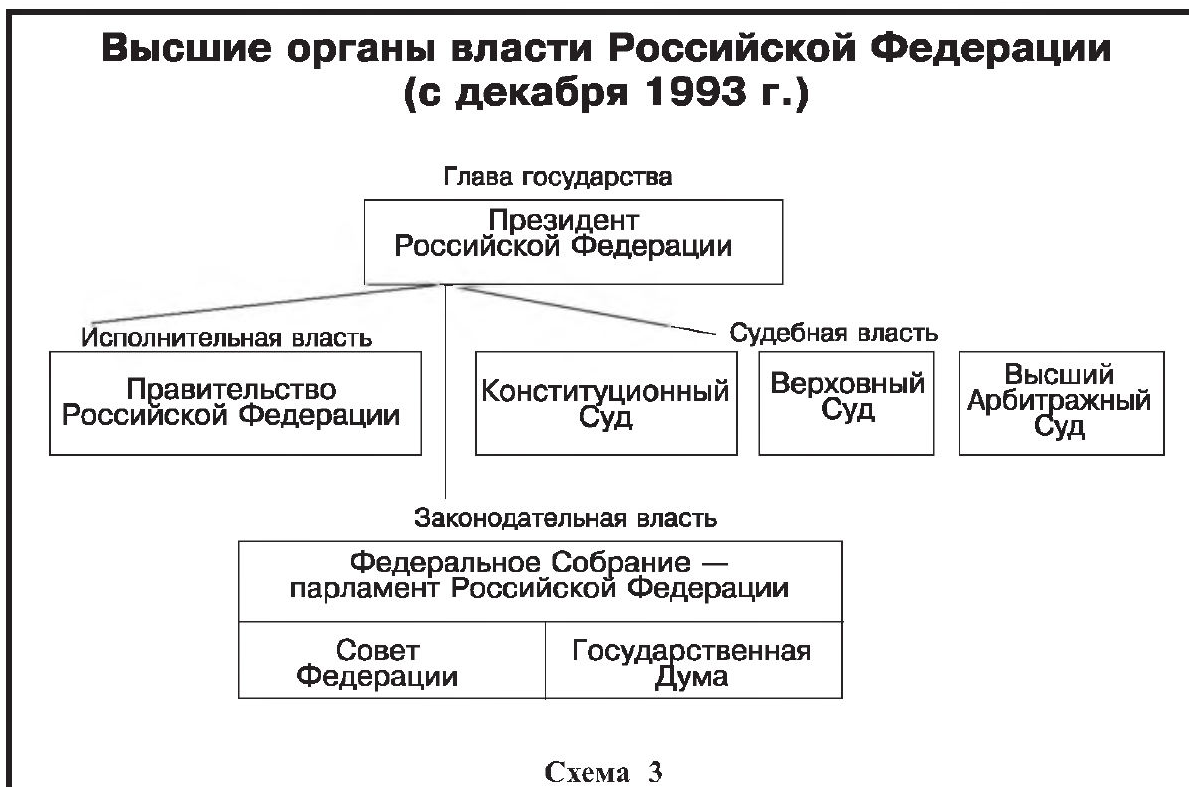 Высшие органы власти Российской Федерации
(с декабря 1993 г.)
Глава государства
Президент
Российской Федерации
Исполнительная власть
Правительство
Российской Федерации
Судебная власть
Конституционный
Суд
Верховный
Суд
Высший
Арбитражный
Суд
Законодательная власть
Федеральное Собрание —
парламент Российской Федерации
Совет
Федерации
Государственная
Дума
Схема 3